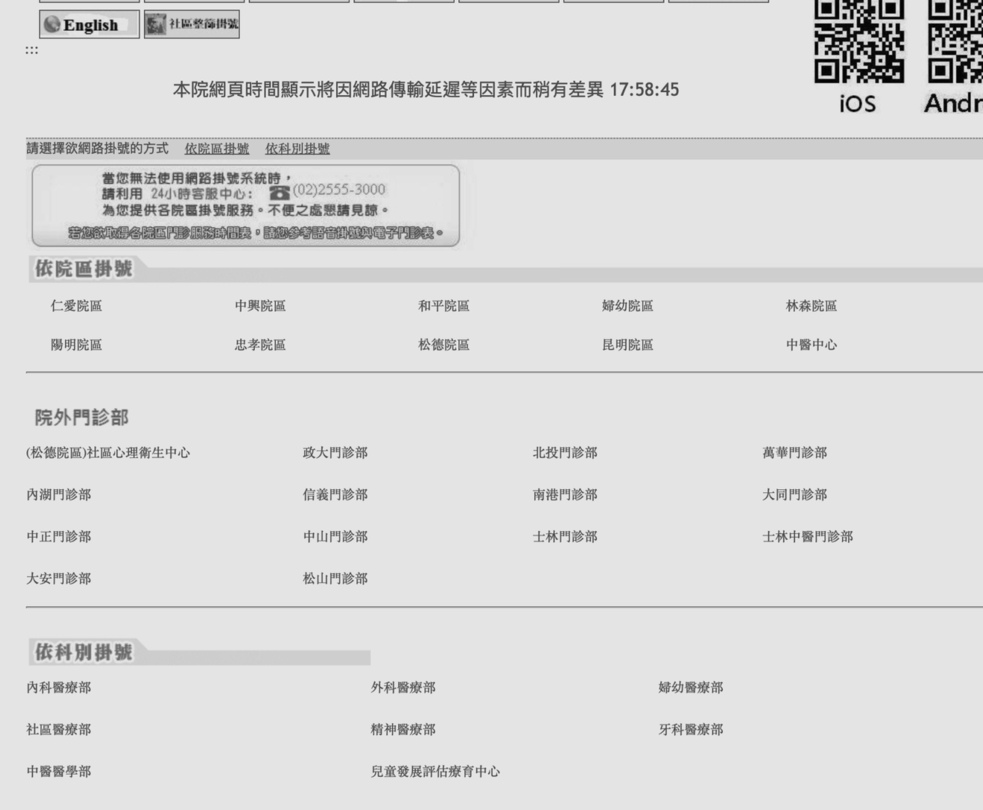 English 社區整篩掛號
:::
本院網頁時間顯示將因網路傳輸延遲等因素而稍有差異 17:58:45
iOS Andr
請選擇欲網路掛號的方式 依院區掛號 依科別掛號
當您無法使用網路掛號系統時，
請利用 24小時客服中心： ☎(02)2555-3000
為您提供各院區掛號服務。不便之處懇請見諒。
若您欲取得各院區門診服務時間表，請您參考語音掛號與電子門診表。
依院區掛號
仁愛院區 中興院區 和平院區 婦幼院區 林森院區
陽明院區 忠孝院區 松德院區 昆明院區 中醫中心
院外門診部
(松德院區)社區心理衛生中心 政大門診部 北投門診部 萬華門診部
內湖門診部 信義門診部 南港門診部 大同門診部
中正門診部 中山門診部 士林門診部 士林中醫門診部
大安門診部 松山門診部
依科別掛號
內科醫療部 外科醫療部 婦幼醫療部
社區醫療部 精神醫療部 牙科醫療部
中醫醫學部 兒童發展評估療育中心